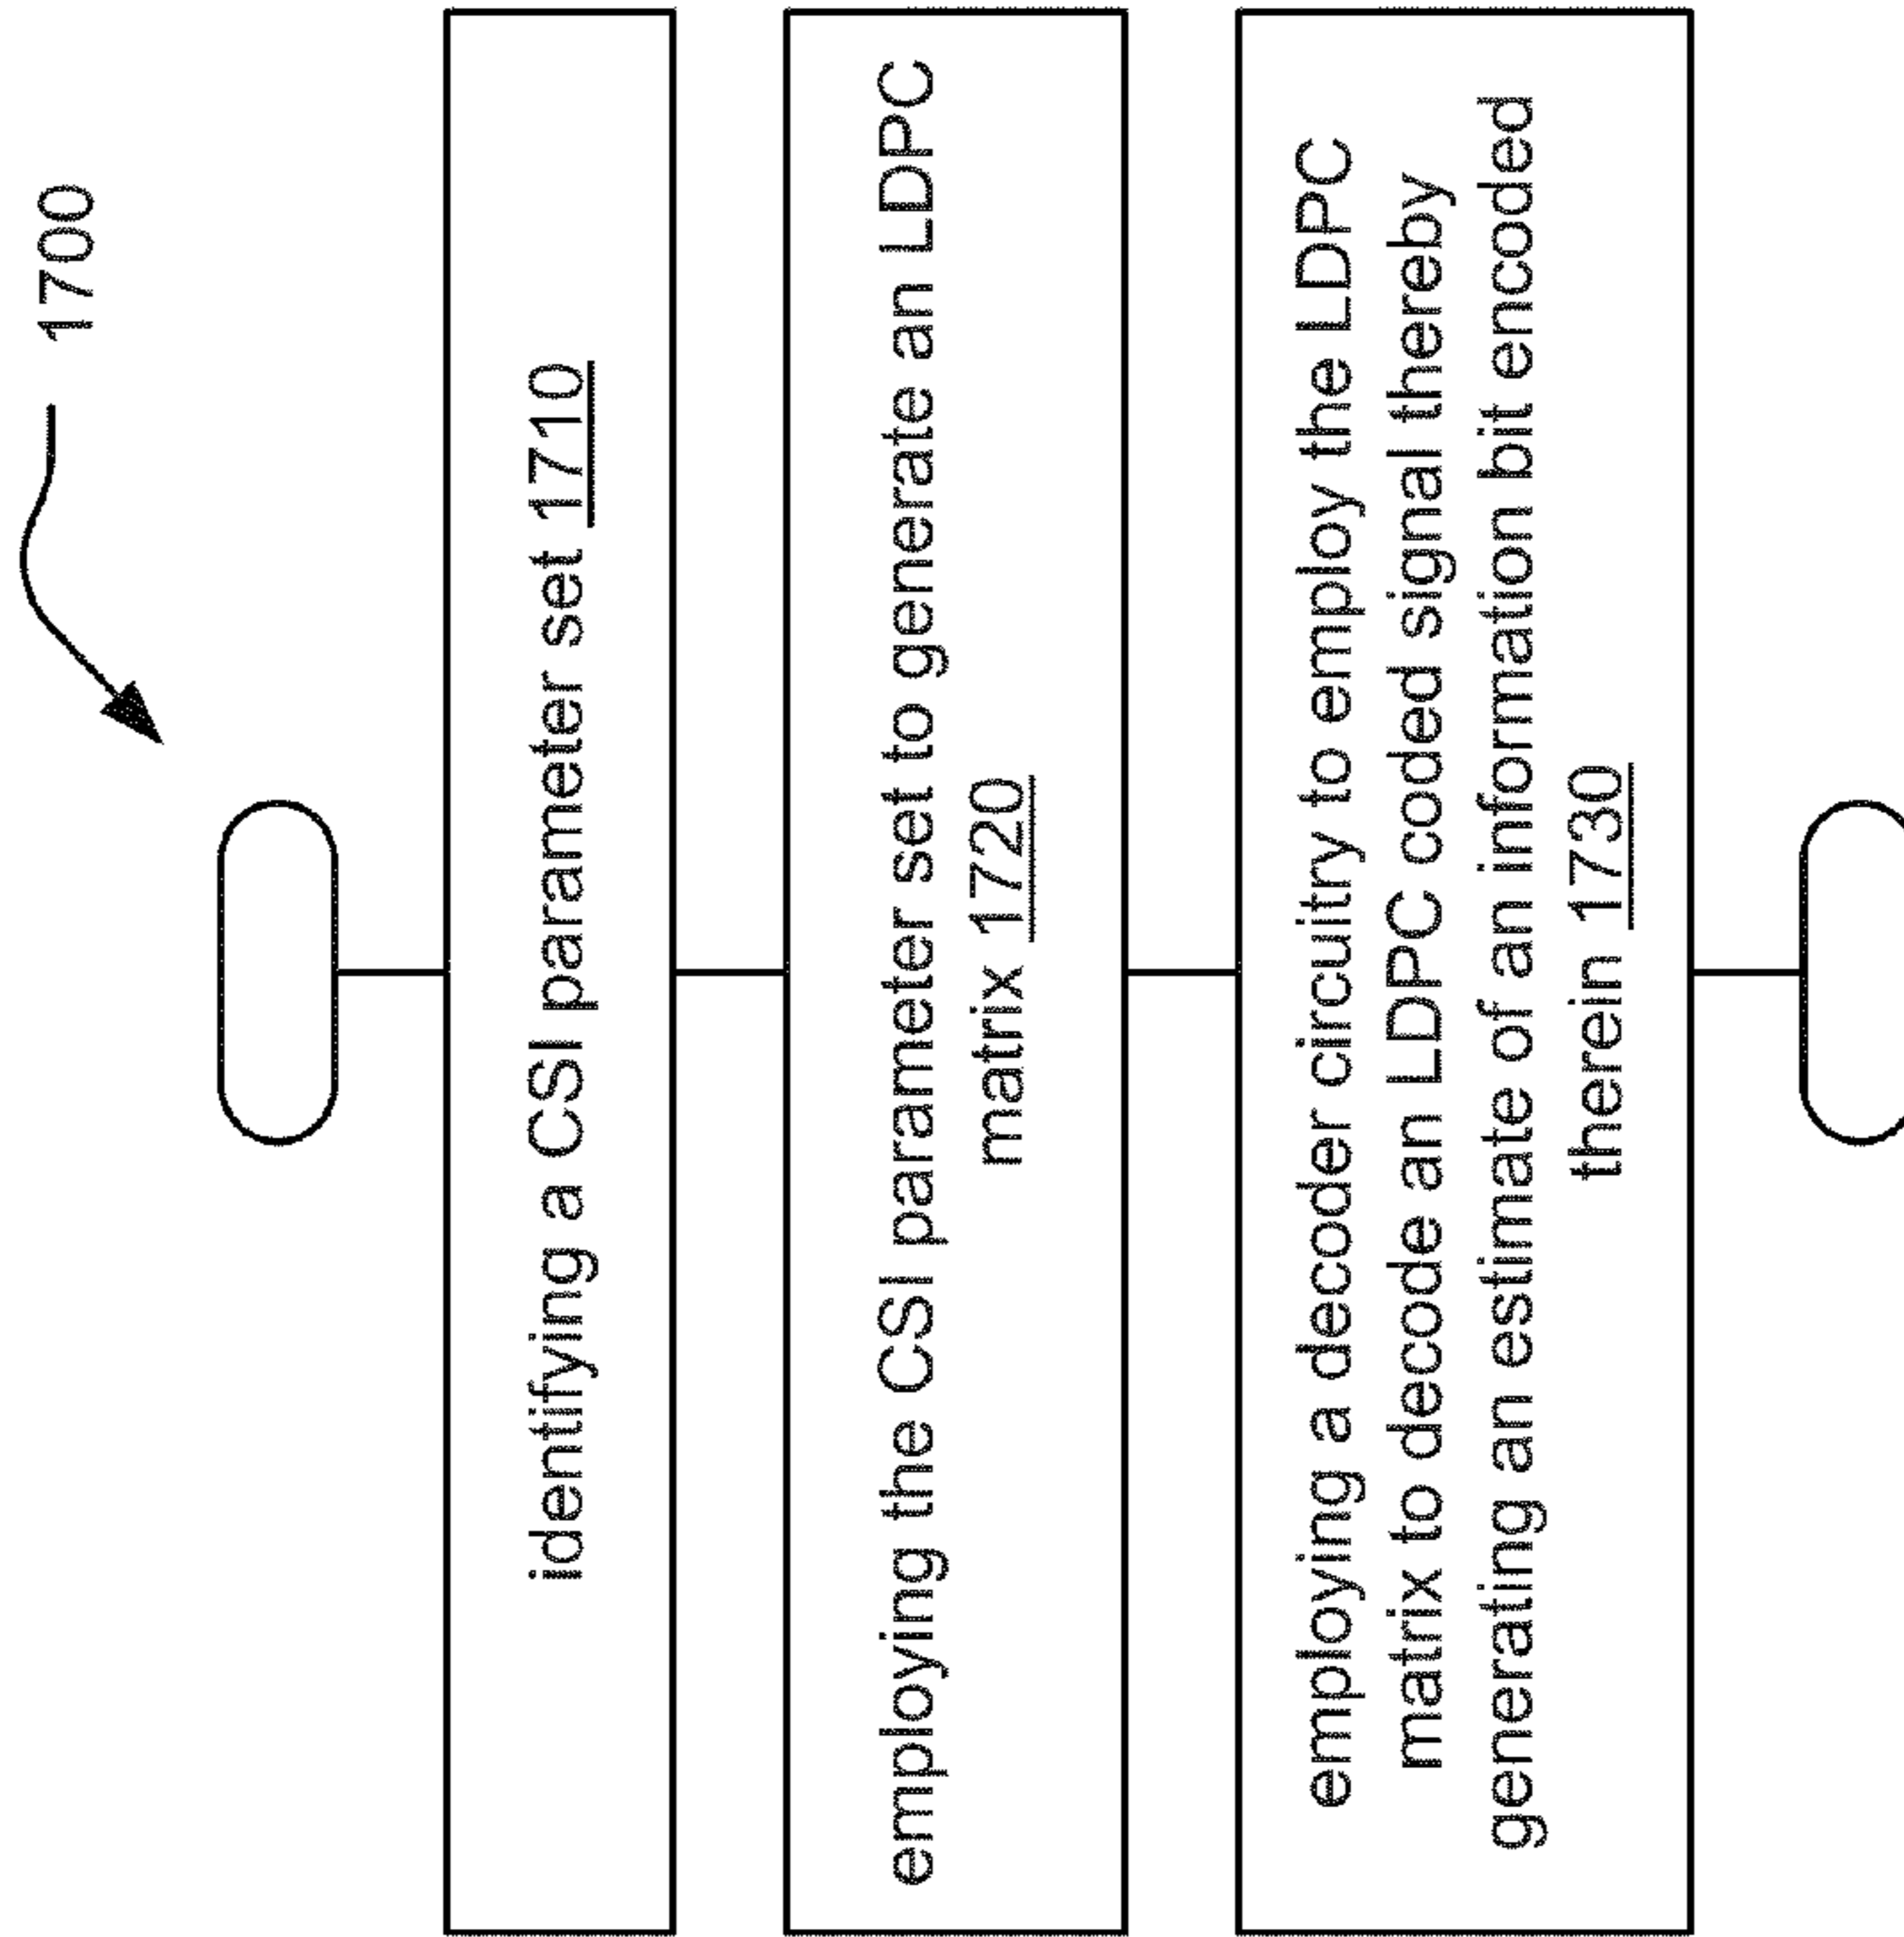 1700
identifying a CSI parameter set 1710
employing the CSI parameter set to generate an LDPC
matrix 1720
employing a decoder circuitry to employ the LDPC
matrix to decode an LDPC coded signal thereby
generating an estimate of an information bit encoded
therein 1730